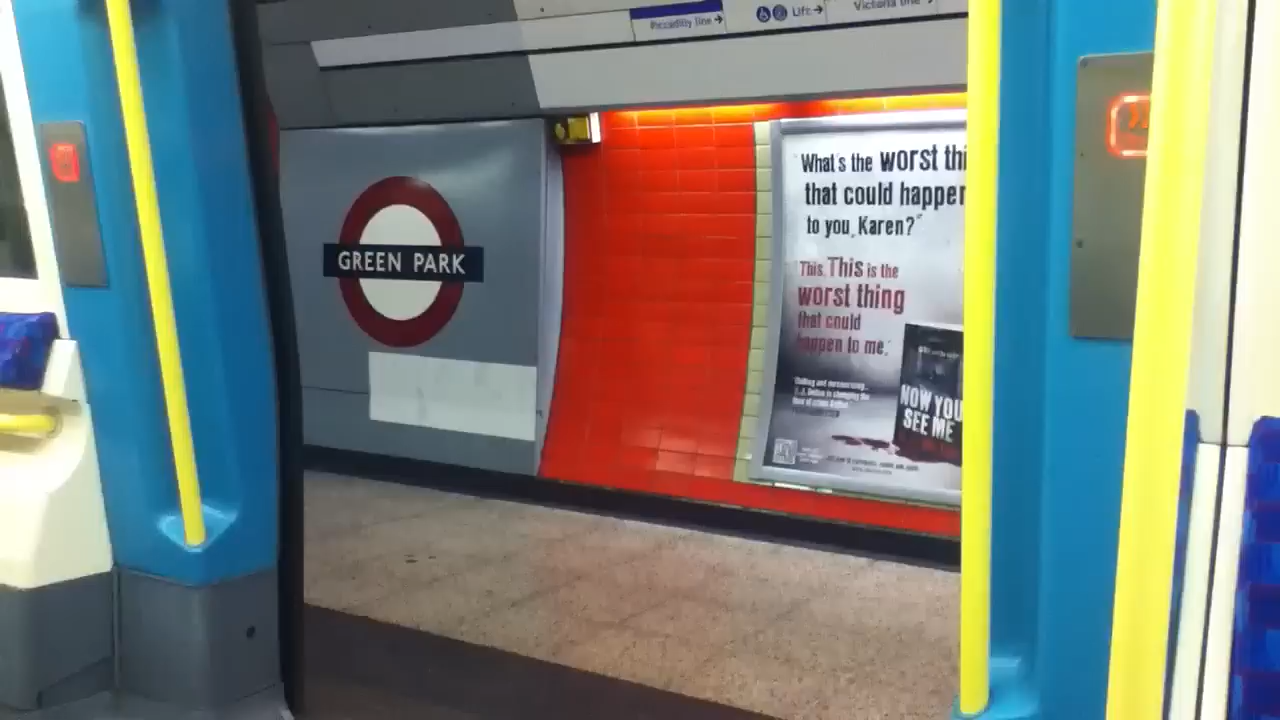 Piccadilly line →
Lift →
Victoria line →
GREEN PARK
"What's the worst thi
that could happen
to you, Karen?"
"This. This is the
worst thing
that could
happen to me."
NOW YOU
SEE ME